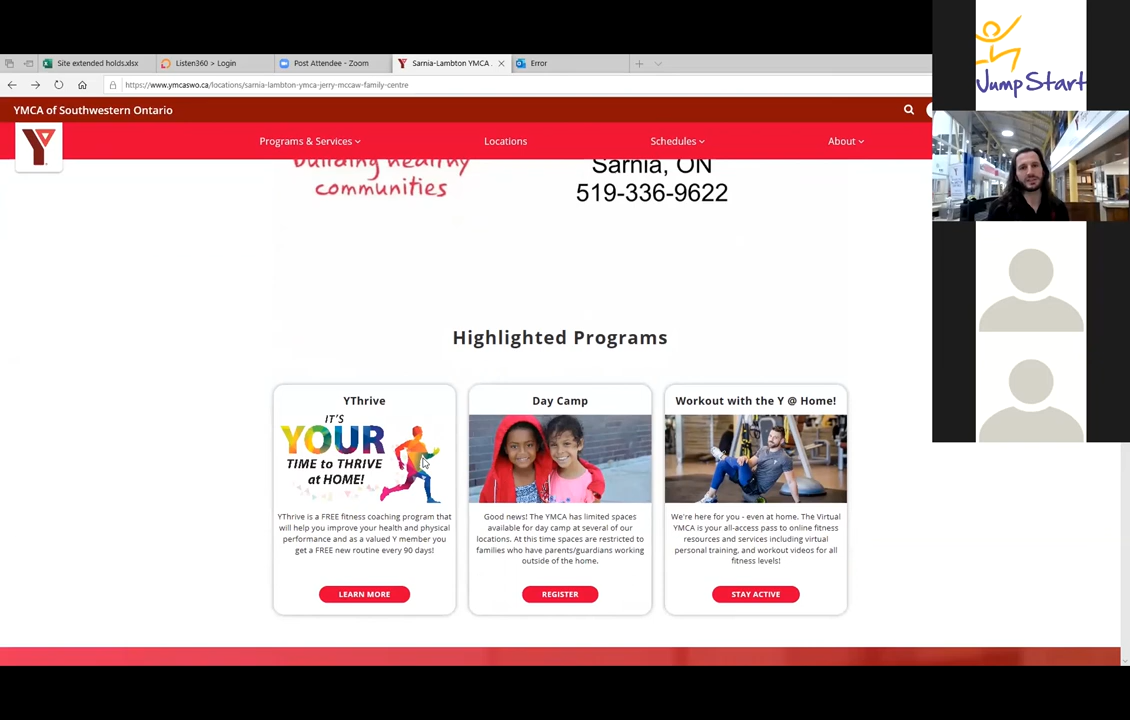 Site extended holds.xlsx
Listen360 > Login
Post Attendee - Zoom
Sarnia-Lambton YMCA
Error
https://www.ymcaswo.ca/locations/sarnia-lambton-ymca-jerry-mccaw-family-centre
YMCA of Southwestern Ontario
Programs & Services
Locations
Schedules
About
building healthy
communities
Sarnia, ON
519-336-9622
Highlighted Programs
YThrive
IT'S
YOUR
TIME to THRIVE
at HOME!
YThrive is a FREE fitness coaching program that
will help you improve your health and physical
performance and as a valued Y member you
get a FREE new routine every 90 days!
LEARN MORE
Day Camp
Good news! The YMCA has limited spaces
available for day camp at several of our
locations. At this time spaces are restricted to
families who have parents/guardians working
outside of the home.
REGISTER
Workout with the Y @ Home!
We're here for you - even at home. The Virtual
YMCA is your all-access pass to online fitness
resources and services including virtual
personal training, and workout videos for all
fitness levels!
STAY ACTIVE
JumpStart